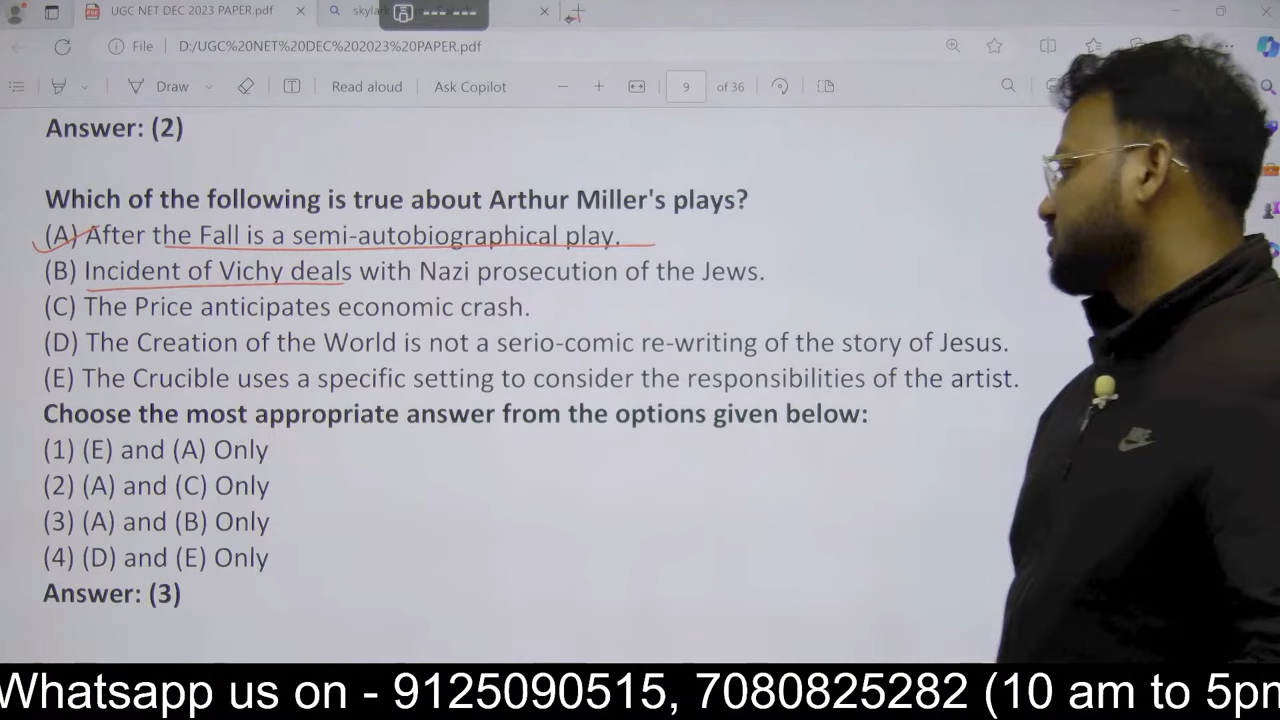 UGC NET DEC 2023 PAPER.pdf
skylar
File D:/UGC%20NET%20DEC%202023%20PAPER.pdf
Draw Read aloud Ask Copilot 9 of 36
Answer: (2)
Which of the following is true about Arthur Miller's plays?
(A) After the Fall is a semi-autobiographical play.
(B) Incident of Vichy deals with Nazi prosecution of the Jews.
(C) The Price anticipates economic crash.
(D) The Creation of the World is not a serio-comic re-writing of the story of Jesus.
(E) The Crucible uses a specific setting to consider the responsibilities of the artist.
Choose the most appropriate answer from the options given below:
(1) (E) and (A) Only
(2) (A) and (C) Only
(3) (A) and (B) Only
(4) (D) and (E) Only
Answer: (3)
Whatsapp us on - 9125090515, 7080825282 (10 am to 5pm